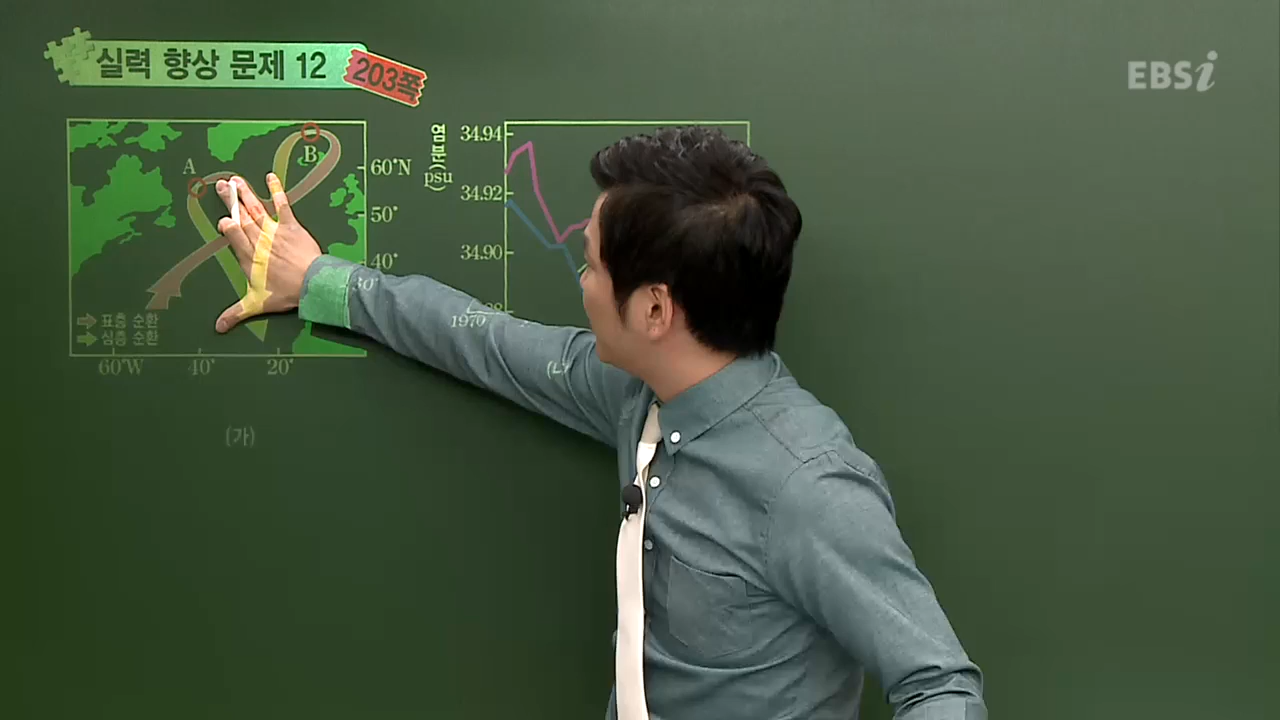 실력 향상 문제 12
203쪽
EBSi
A
B
60°N
50°
40°
30°
표층 순환
심층 순환
60°W
40°
20°
(가)
염분(psu)
34.94
34.92
34.90
1970